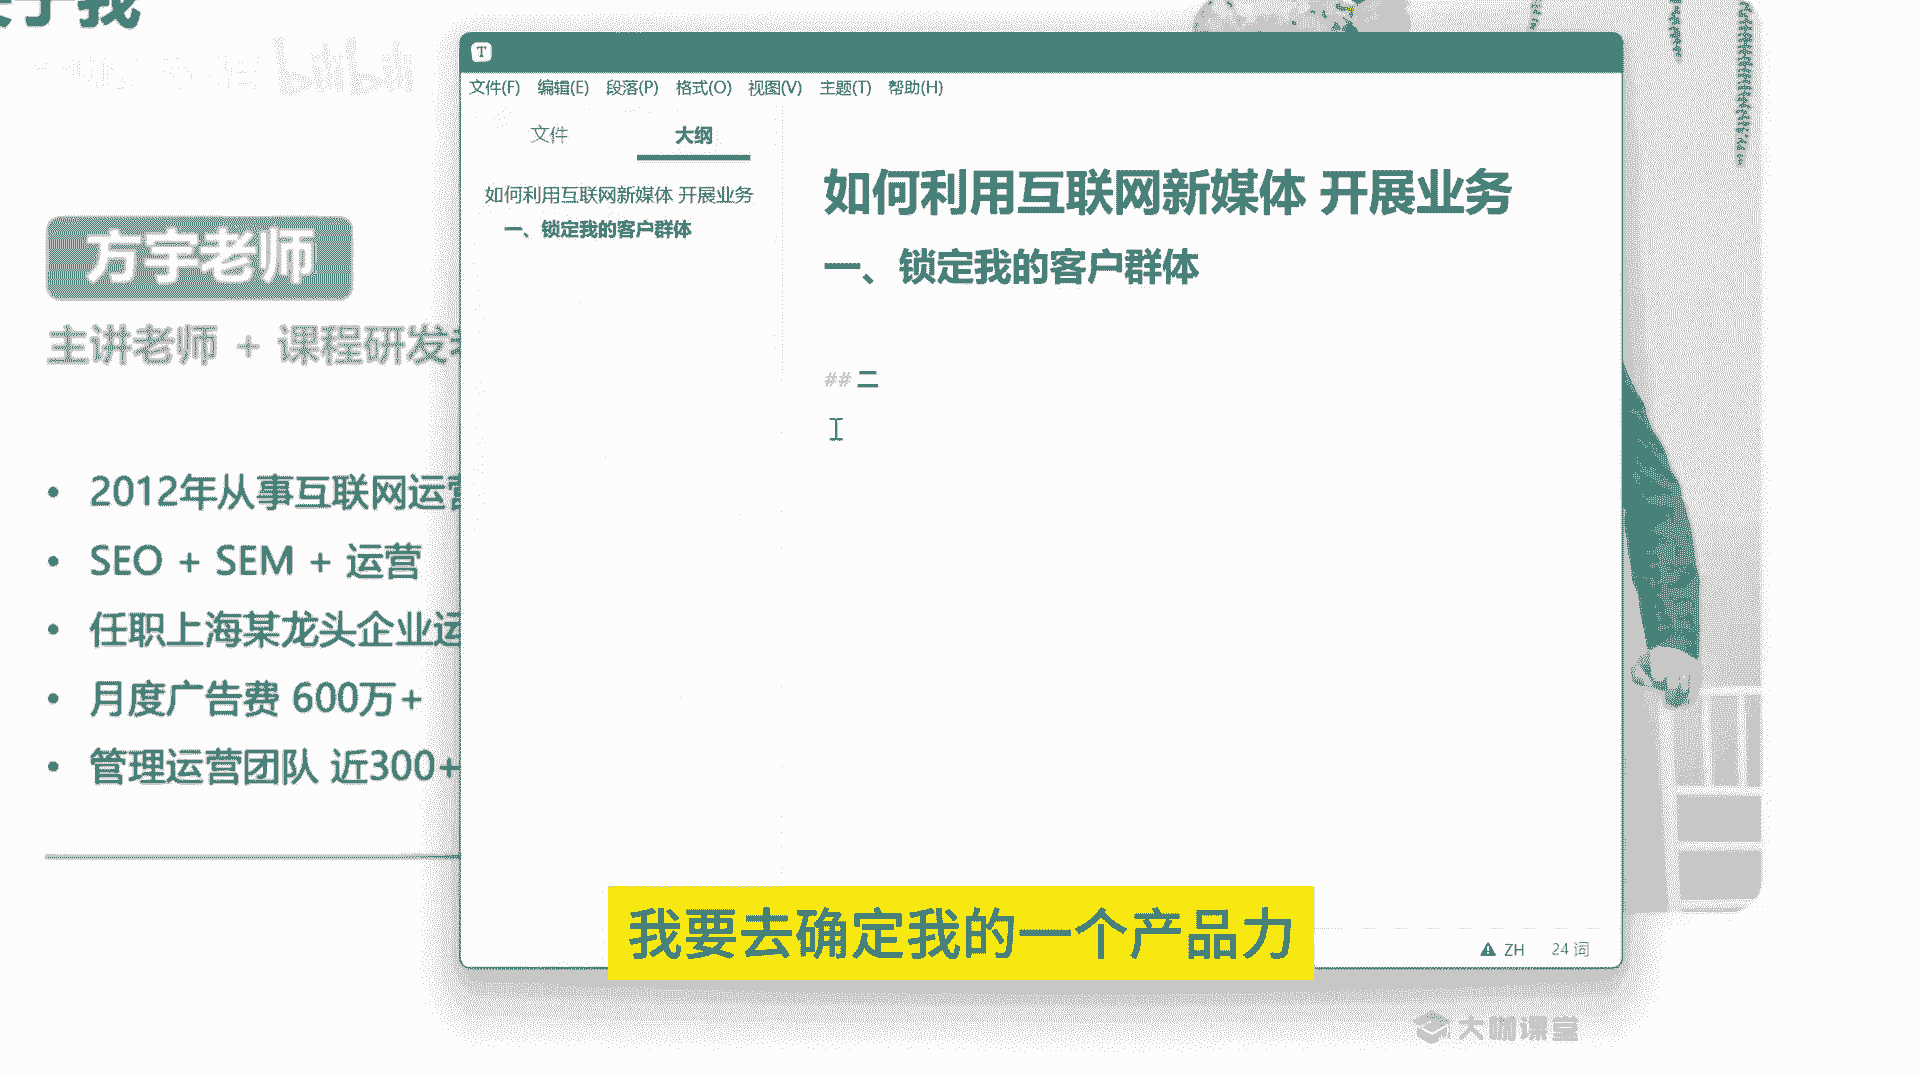 关于我
bilibili
方宇老师
主讲老师 + 课程研发
2012年从事互联网运营
SEO + SEM + 运营
任职上海某龙头企业运
月度广告费 600万+
管理运营团队 近300+
T
文件(F) 编辑(E) 段落(P) 格式(O) 视图(V) 主题(T) 帮助(H)
文件 大纲
如何利用互联网新媒体 开展业务
一、锁定我的客户群体
如何利用互联网新媒体 开展业务
一、锁定我的客户群体
## 二
我要去确定我的一个产品力
ZH 24 词
大咖课堂